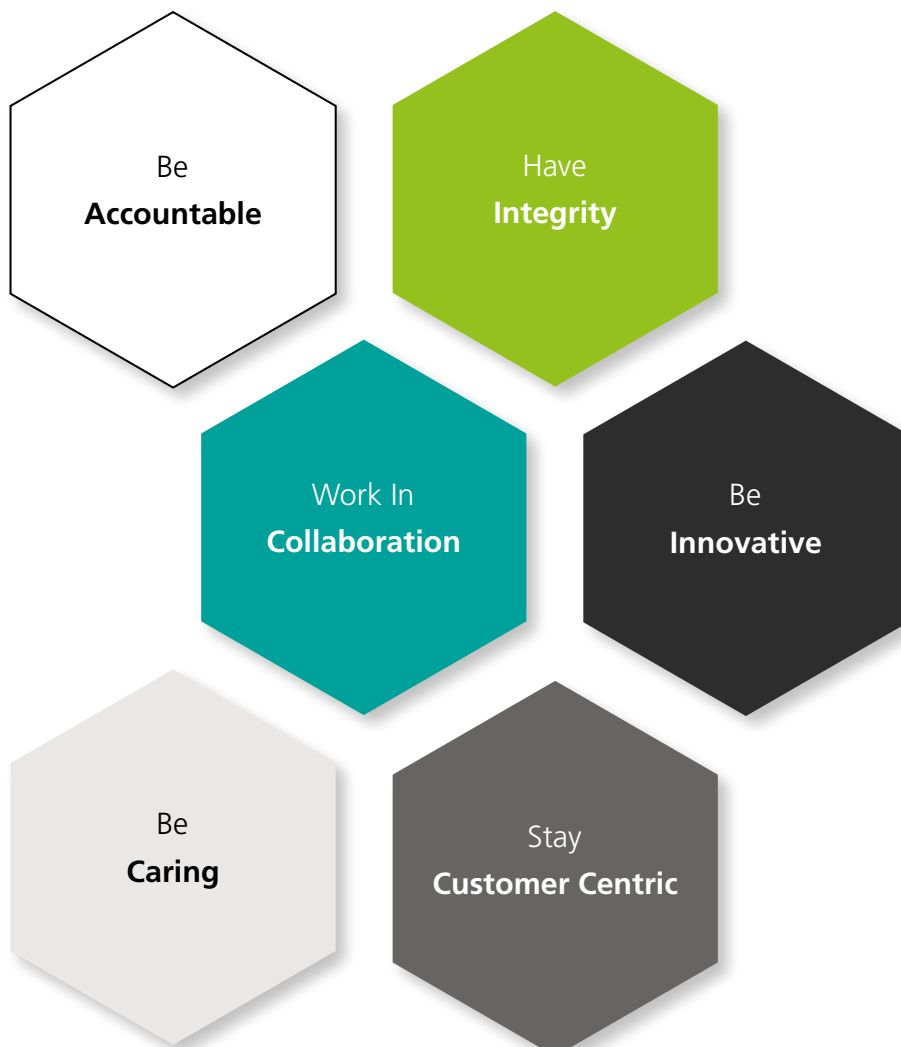 Be
Accountable
Have
Integrity
Work In
Collaboration
Be
Innovative
Be
Caring
Stay
Customer Centric